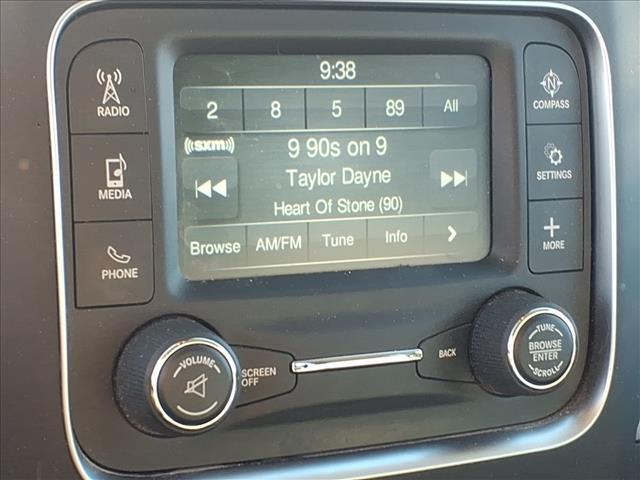 9:38
2 8 5 89 All
((sxm))
9 90s on 9
Taylor Dayne
Heart Of Stone (90)
Browse AM/FM Tune Info >
RADIO
MEDIA
PHONE
N
COMPASS
SETTINGS
MORE
VOLUME
SCREEN
OFF
BACK
TUNE
BROWSE
ENTER
SCROLL